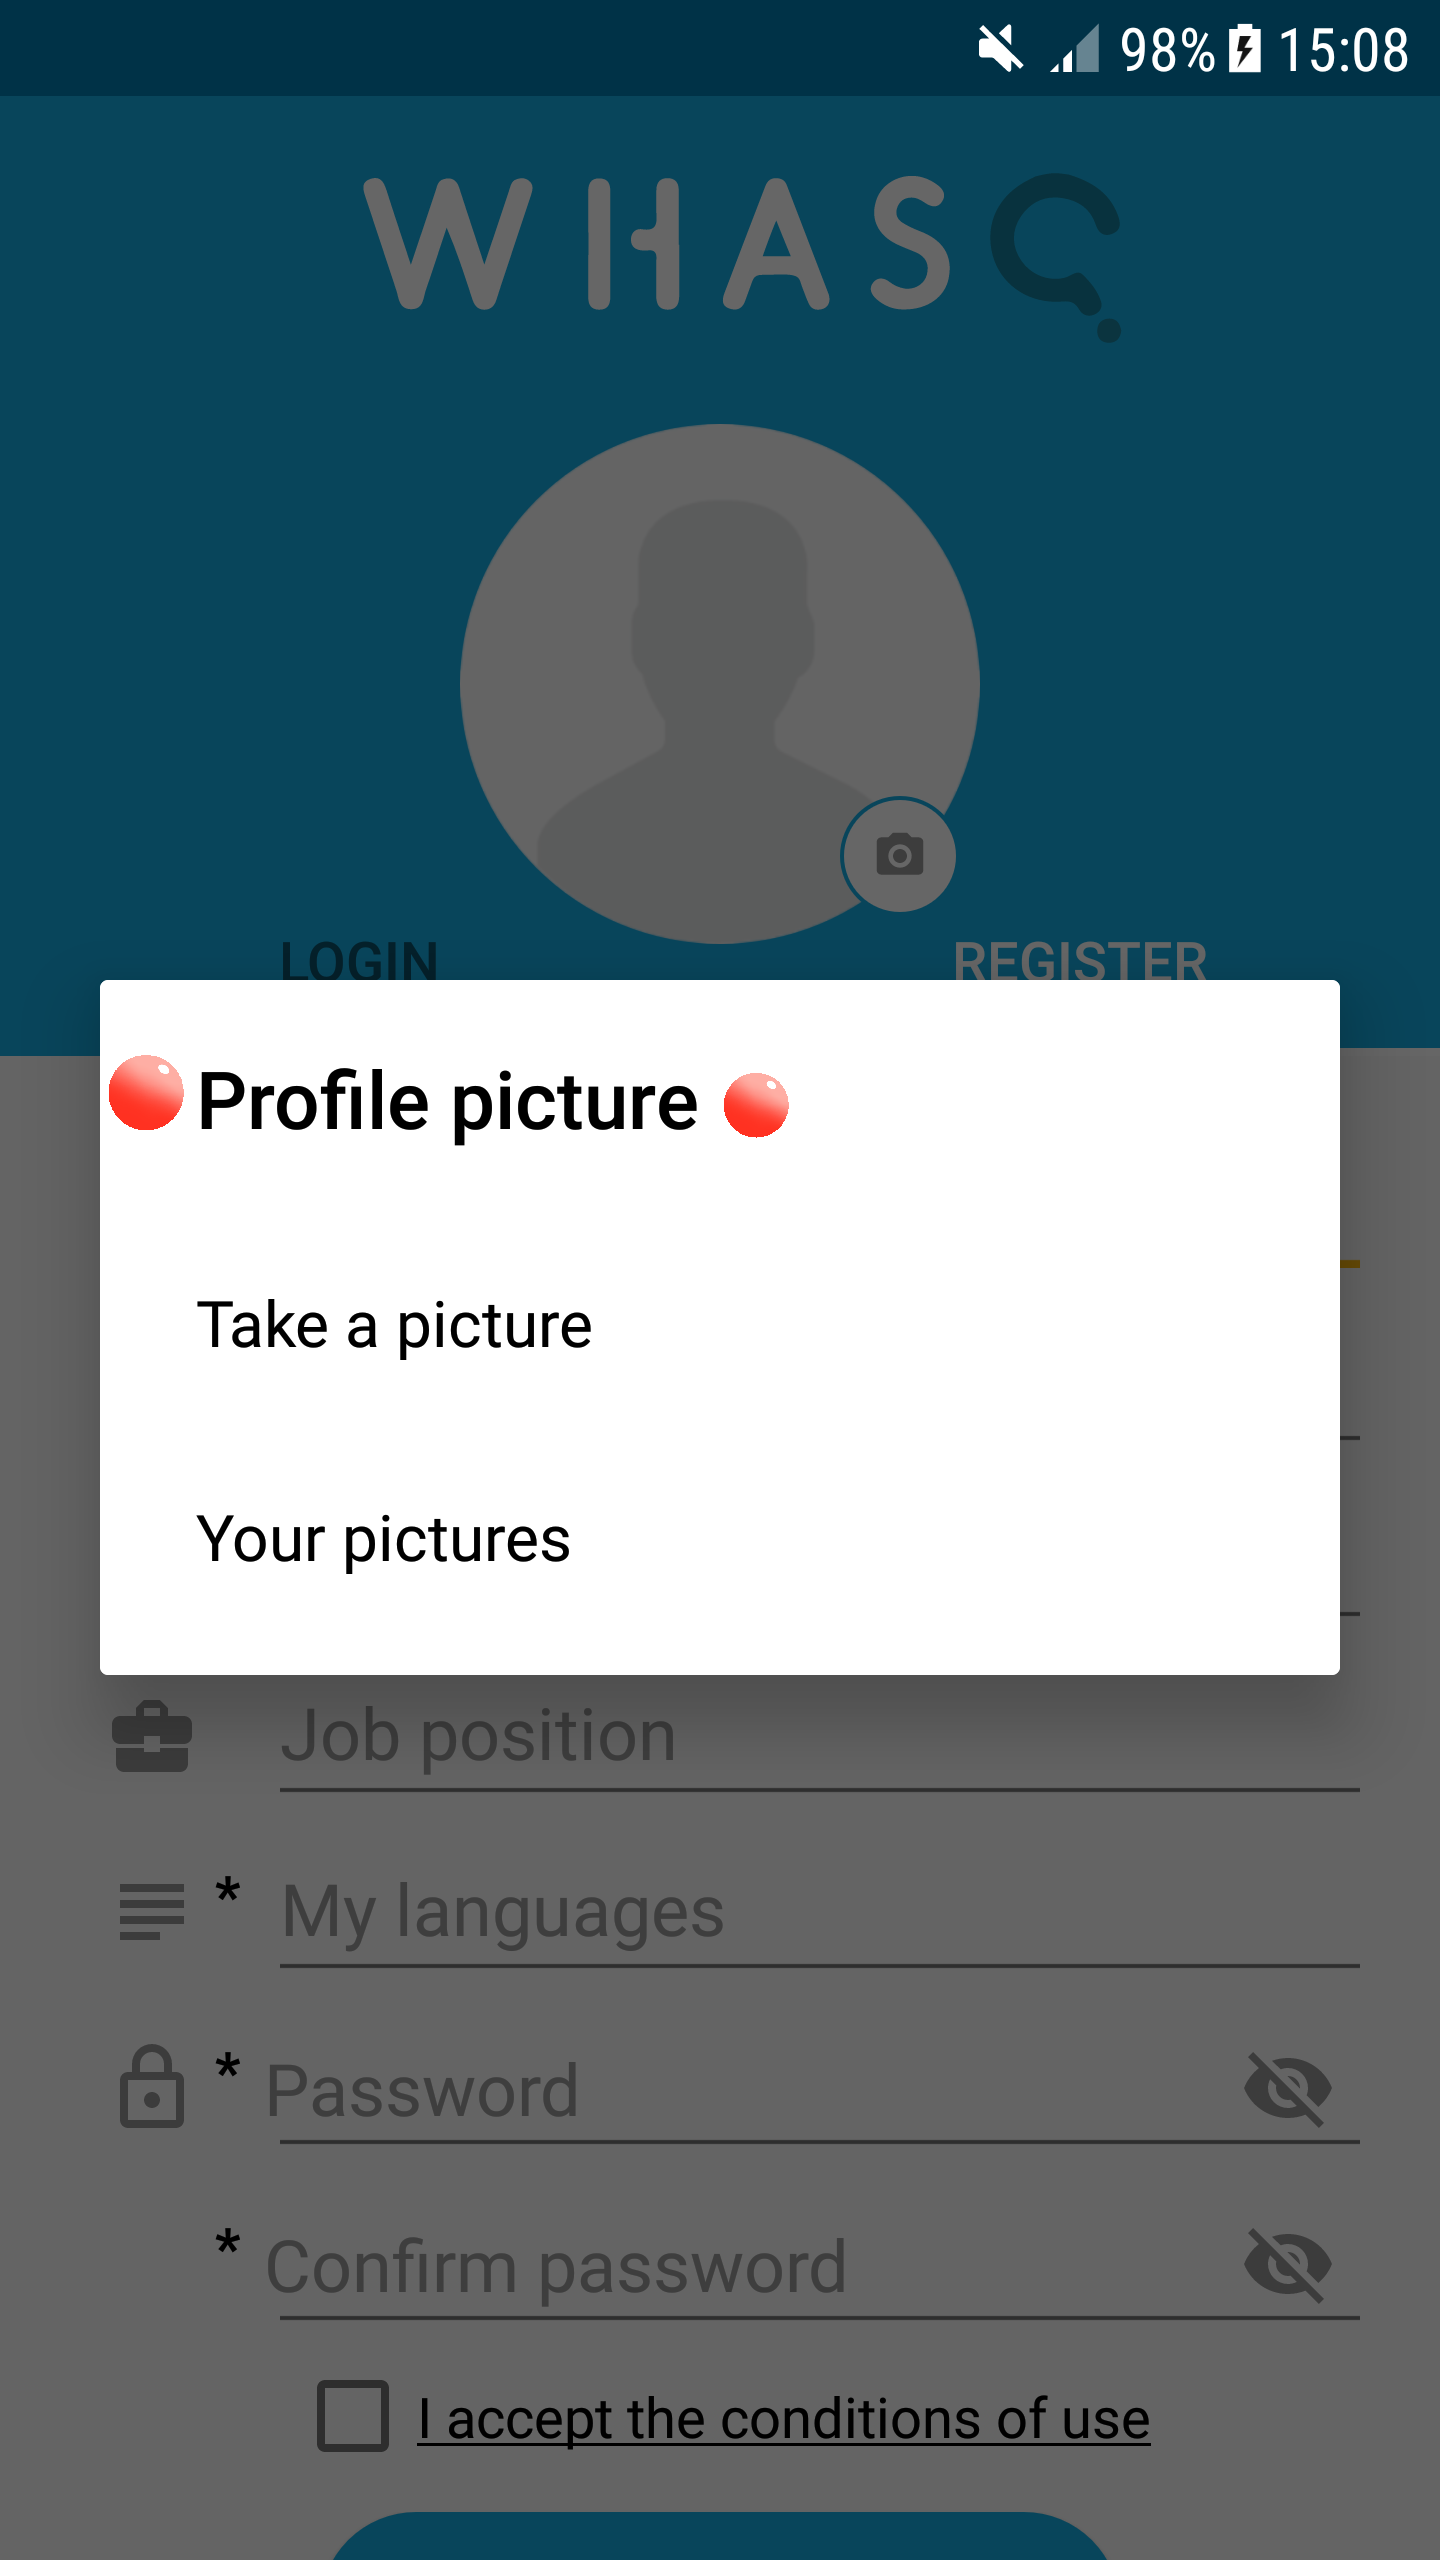 98% 15:08
WHASQ
LOGIN REGISTER
Profile picture
Take a picture
Your pictures
Job position
* My languages
* Password
* Confirm password
I accept the conditions of use